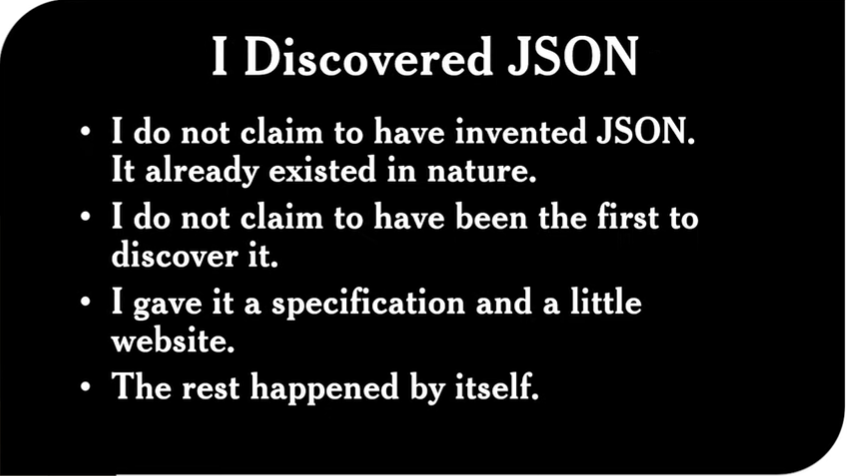 I Discovered JSON
• I do not claim to have invented JSON.
It already existed in nature.
• I do not claim to have been the first to
discover it.
• I gave it a specification and a little
website.
• The rest happened by itself.